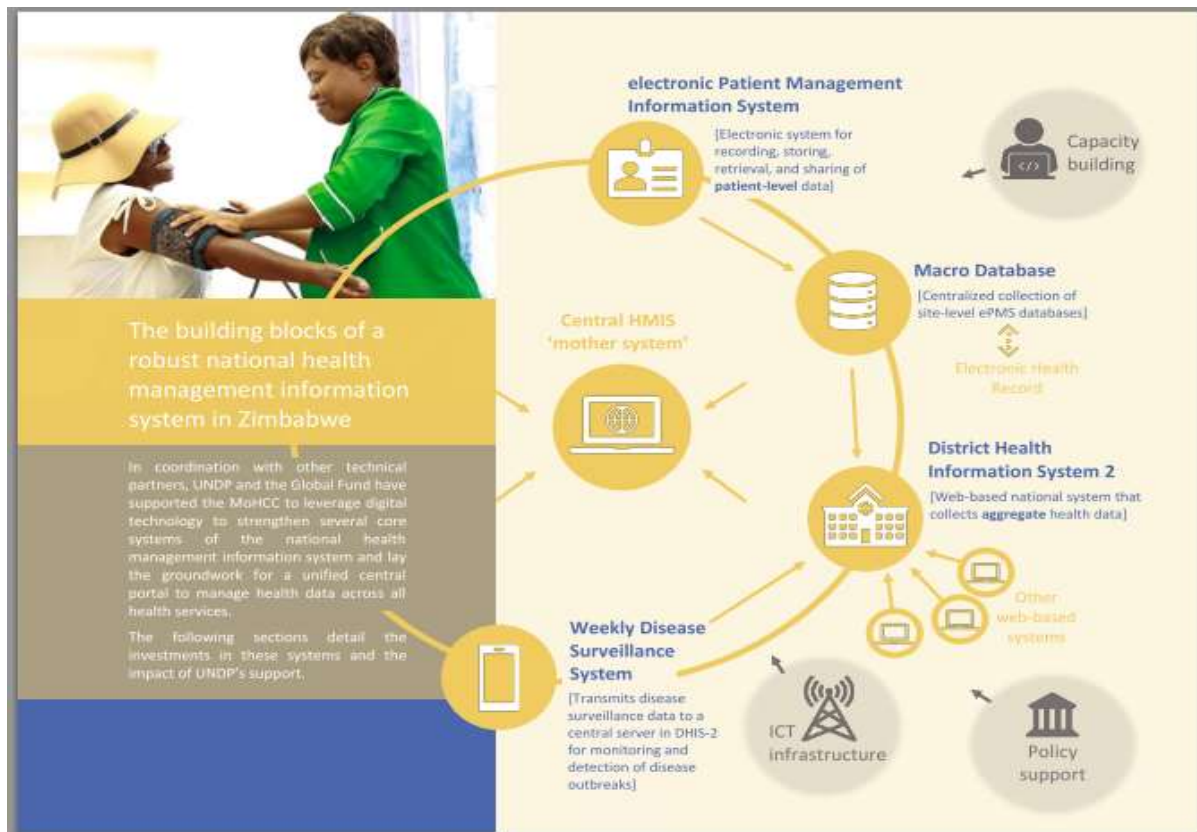 The building blocks of a
robust national health
management information
system in Zimbabwe
In coordination with other technical
partners, UNDP and the Global Fund have
supported the MoHCC to leverage digital
technology to strengthen several core
systems of the national health
management information system and lay
the groundwork for a unified central
portal to manage health data across all
health services.
The following sections detail the
investments in these systems and the
impact of UNDP's support.
electronic Patient Management
Information System
[Electronic system for
recording, storing,
retrieval, and sharing of
patient-level data]
Capacity
building
Macro Database
[Centralized collection of
site-level ePMS databases]
Electronic Health
Record
Central HMIS
'mother system'
District Health
Information System 2
[Web-based national system that
collects aggregate health data]
Other
web-based
systems
Weekly Disease
Surveillance
System
[Transmits disease
surveillance data to a
central server in DHIS-2
for monitoring and
detection of disease
outbreaks]
ICT
infrastructure
Policy
support